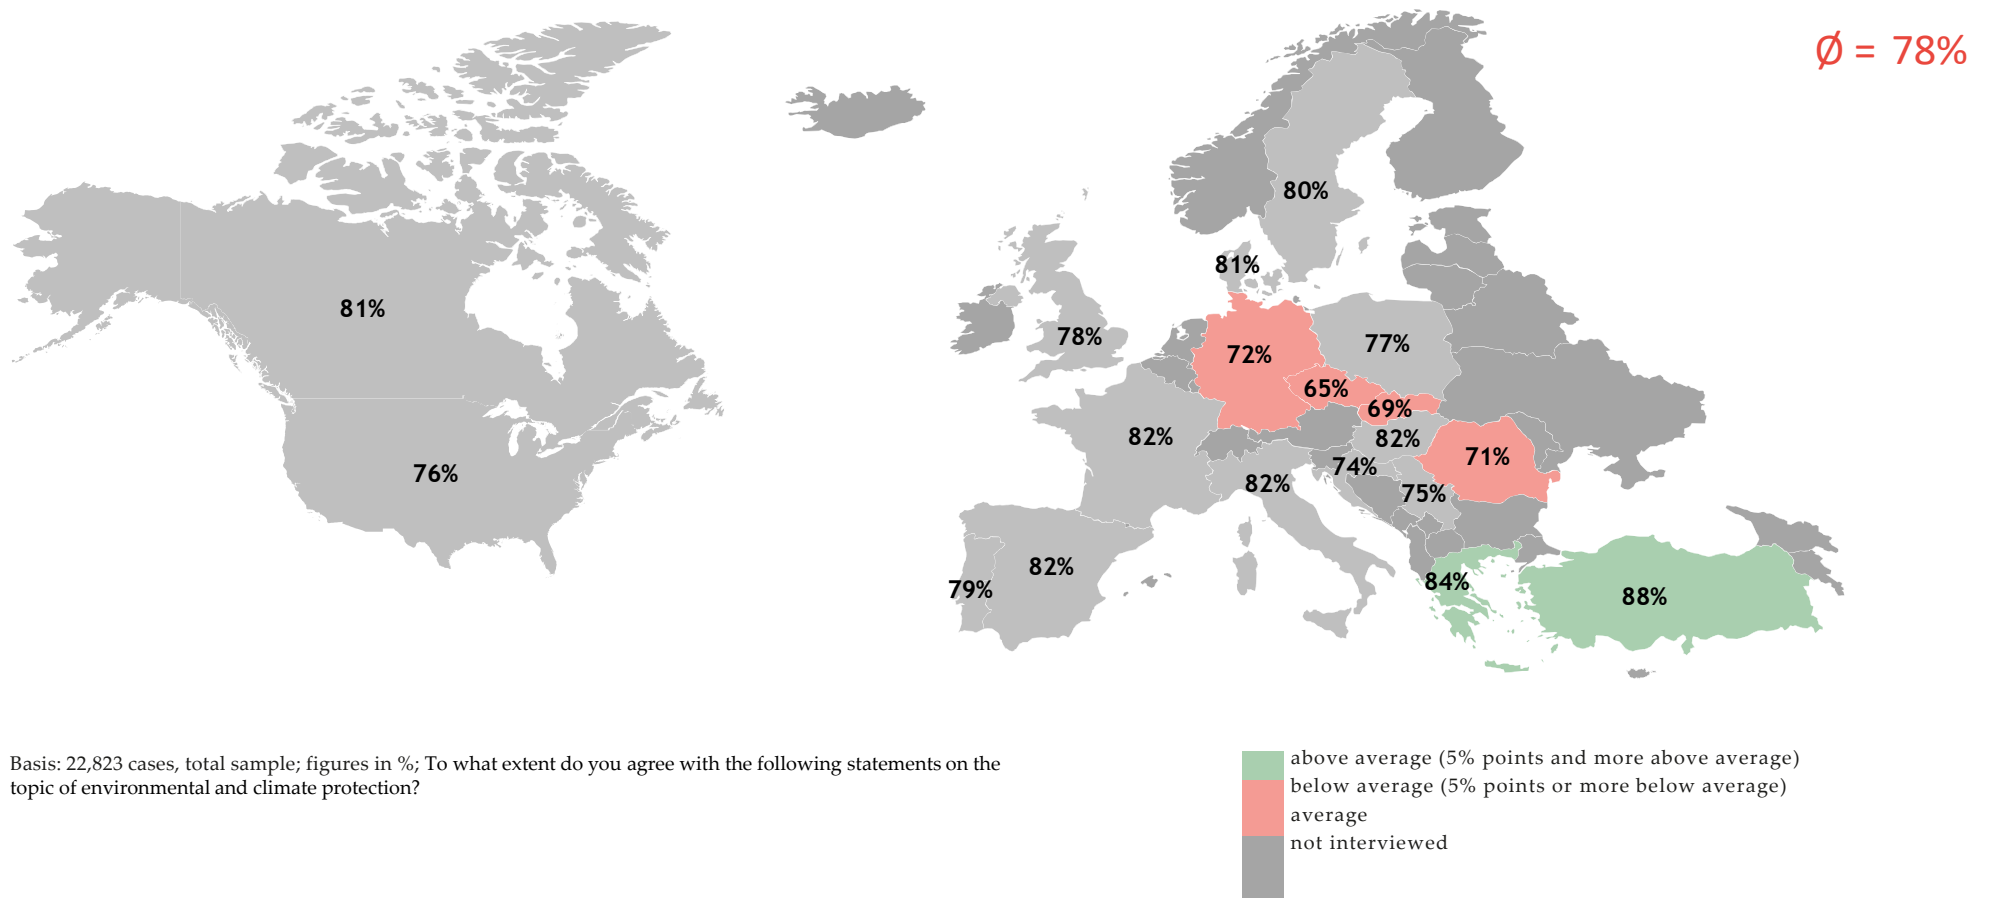 Ø = 78%
80%
81%
81%
78%
77%
72%
65%
69%
82%
82%
71%
74%
76%
82%
75%
82%
84%
79%
88%
Basis: 22,823 cases, total sample; figures in %; To what extent do you agree with the following statements on the
topic of environmental and climate protection?
above average (5% points and more above average)
below average (5% points or more below average)
average
not interviewed